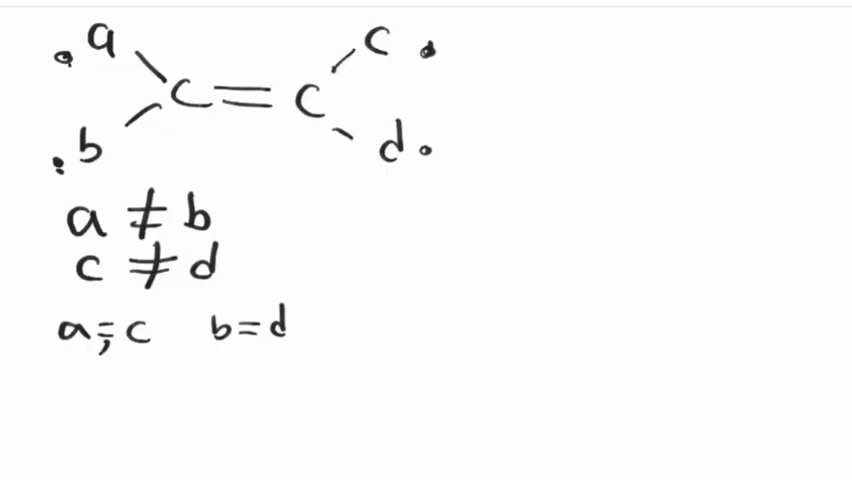 a c
C = C
b d
a ≠ b
c ≠ d
a = c b = d